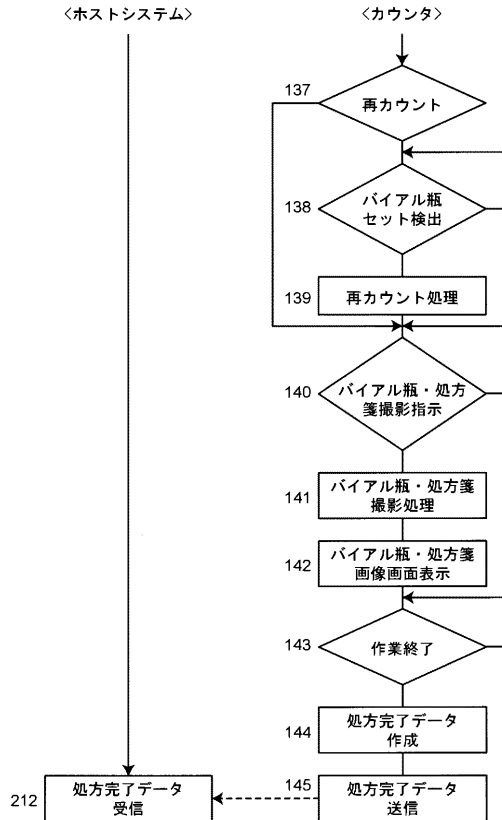 〈ホストシステム〉
〈カウンタ〉
137
再カウント
138
バイアル瓶
セット検出
139
再カウント処理
140
バイアル瓶・処方
箋撮影指示
141
バイアル瓶・処方箋
撮影処理
142
バイアル瓶・処方箋
画像画面表示
143
作業終了
144
処方完了データ
作成
145
処方完了データ
送信
212
処方完了データ
受信